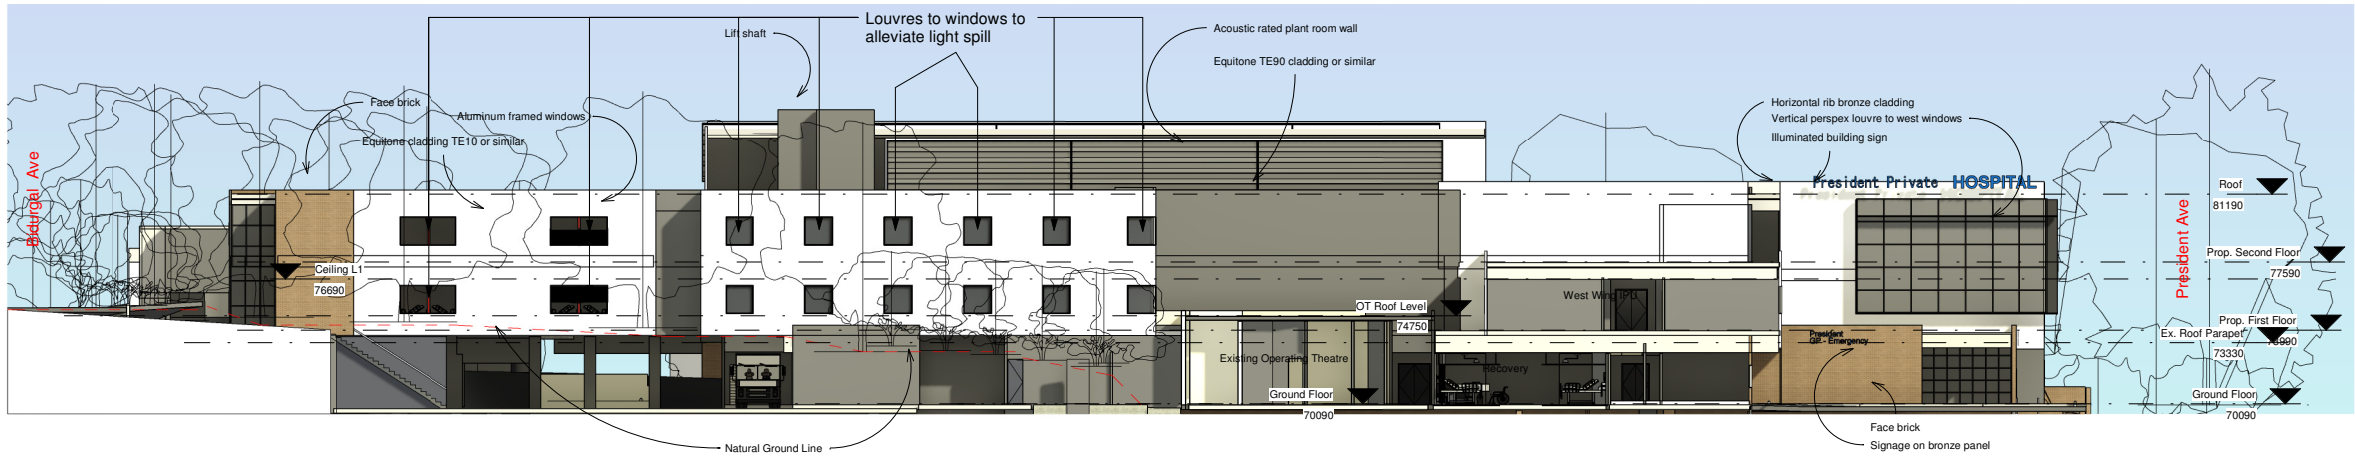 Louvres to windows to
alleviate light spill
Lift shaft
Acoustic rated plant room wall
Equitone TE90 cladding or similar
Face brick
Aluminum framed windows
Equitone cladding TE10 or similar
Horizontal rib bronze cladding
Vertical perspex louvre to west windows
Illuminated building sign
Bidurgal Ave
President Private HOSPITAL
Roof
81190
President Ave
Prop. Second Floor
77590
Ceiling L1
76690
West Wing IPU
OT Roof Level
74750
Prop. First Floor
73990
Ex. Roof Parapet
73330
President
GP - Emergency
Existing Operating Theatre
Recovery
Ground Floor
70090
Ground Floor
70090
Natural Ground Line
Face brick
Signage on bronze panel